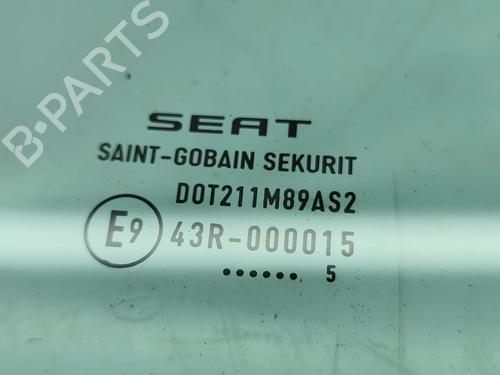 B-PARTS
SEAT
SAINT-GOBAIN SEKURIT
DOT211M89AS2
E9 43R-000015
...... 5